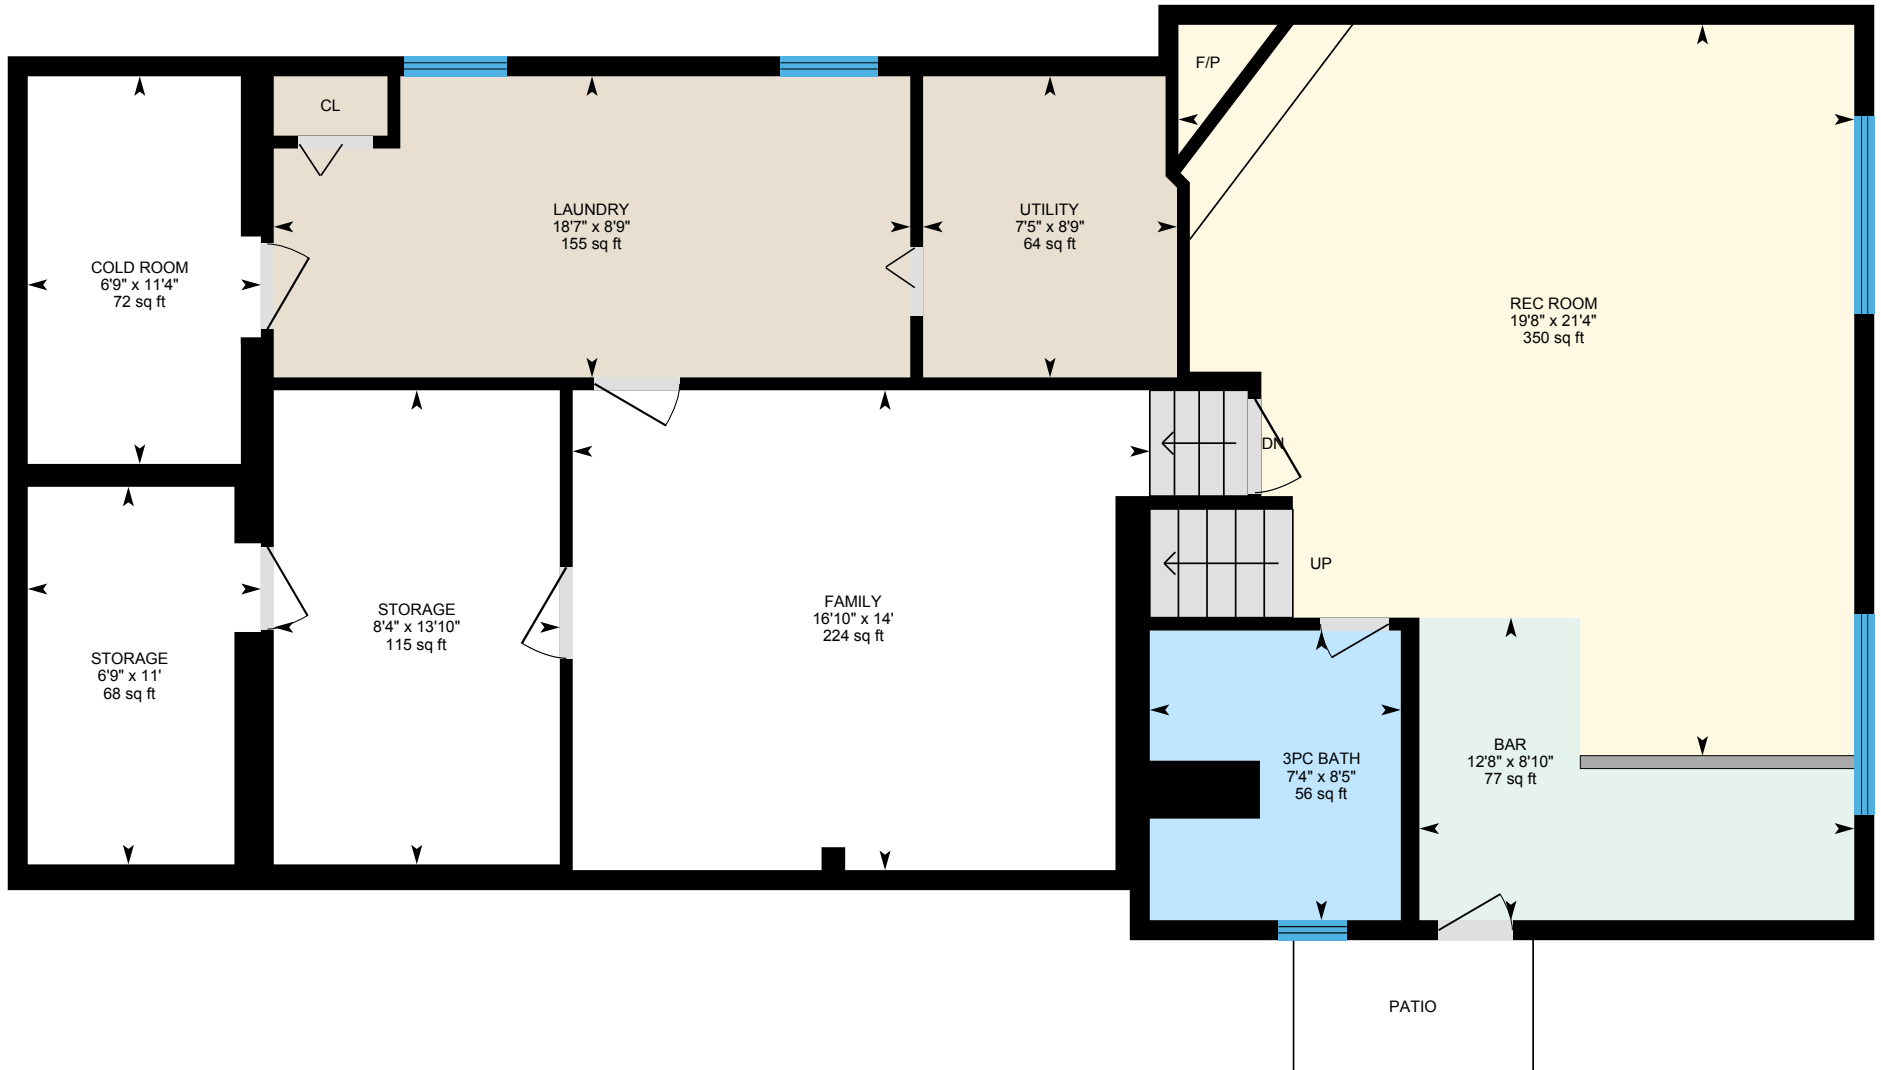 F/P
CL
LAUNDRY
18'7" x 8'9"
155 sq ft
UTILITY
7'5" x 8'9"
64 sq ft
COLD ROOM
6'9" x 11'4"
72 sq ft
REC ROOM
19'8" x 21'4"
350 sq ft
DN
UP
STORAGE
8'4" x 13'10"
115 sq ft
FAMILY
16'10" x 14'
224 sq ft
STORAGE
6'9" x 11'
68 sq ft
3PC BATH
7'4" x 8'5"
56 sq ft
BAR
12'8" x 8'10"
77 sq ft
PATIO